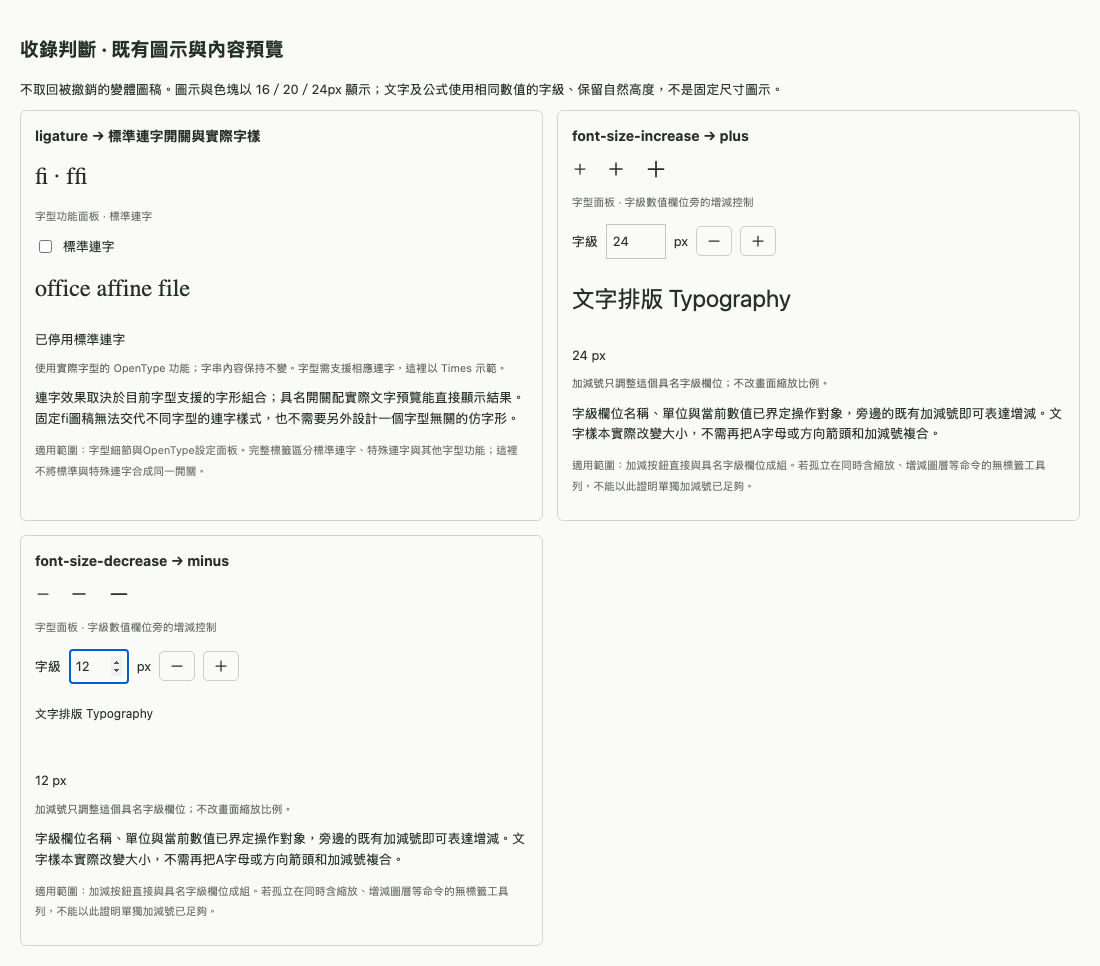 收錄判斷 · 既有圖示與內容預覽
不取回被撤銷的變體圖稿。圖示與色塊以 16 / 20 / 24px 顯示；文字及公式使用相同數值的字級、保留自然高度，不是固定尺寸圖示。
ligature → 標準連字開關與實際字樣
fi · ffi
字型功能面板 · 標準連字
標準連字
office affine file
已停用標準連字
使用實際字型的 OpenType 功能；字串內容保持不變。字型需支援相應連字，這裡以 Times 示範。
連字效果取決於目前字型支援的字形組合；具名開關配實際文字預覽能直接顯示結果。
固定fi圖稿無法交代不同字型的連字樣式，也不需要另外設計一個字型無關的仿字形。
適用範圍：字型細節與OpenType設定面板。完整標籤區分標準連字、特殊連字與其他字型功能；這裡
不將標準與特殊連字合成同一開關。
font-size-increase → plus
+ + +
字型面板 · 字級數值欄位旁的增減控制
字級 24 px − +
文字排版 Typography
24 px
加減號只調整這個具名字級欄位；不改畫面縮放比例。
字級欄位名稱、單位與當前數值已界定操作對象，旁邊的既有加減號即可表達增減。文
字樣本實際改變大小，不需再把A字母或方向箭頭和加減號複合。
適用範圍：加減按鈕直接與具名字級欄位成組。若孤立在同時含縮放、增減圖層等命令的無標籤工具
列，不能以此證明單獨加減號已足夠。
font-size-decrease → minus
− − −
字型面板 · 字級數值欄位旁的增減控制
字級 12 px − +
文字排版 Typography
12 px
加減號只調整這個具名字級欄位；不改畫面縮放比例。
字級欄位名稱、單位與當前數值已界定操作對象，旁邊的既有加減號即可表達增減。文
字樣本實際改變大小，不需再把A字母或方向箭頭和加減號複合。
適用範圍：加減按鈕直接與具名字級欄位成組。若孤立在同時含縮放、增減圖層等命令的無標籤工具
列，不能以此證明單獨加減號已足夠。